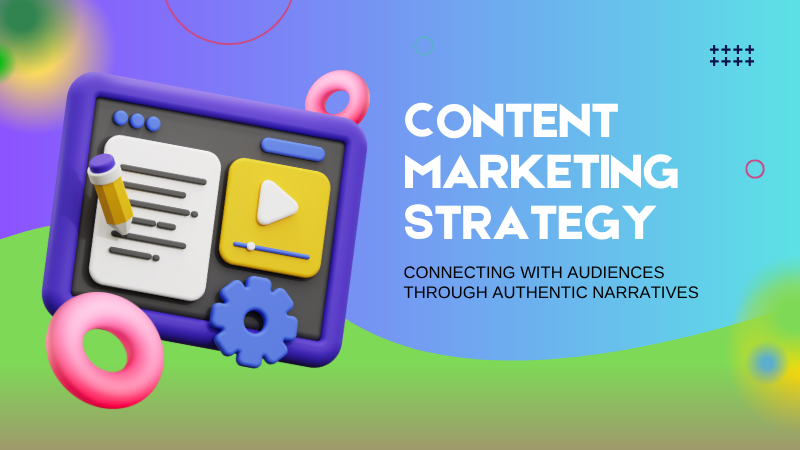 CONTENT
MARKETING
STRATEGY
CONNECTING WITH AUDIENCES
THROUGH AUTHENTIC NARRATIVES